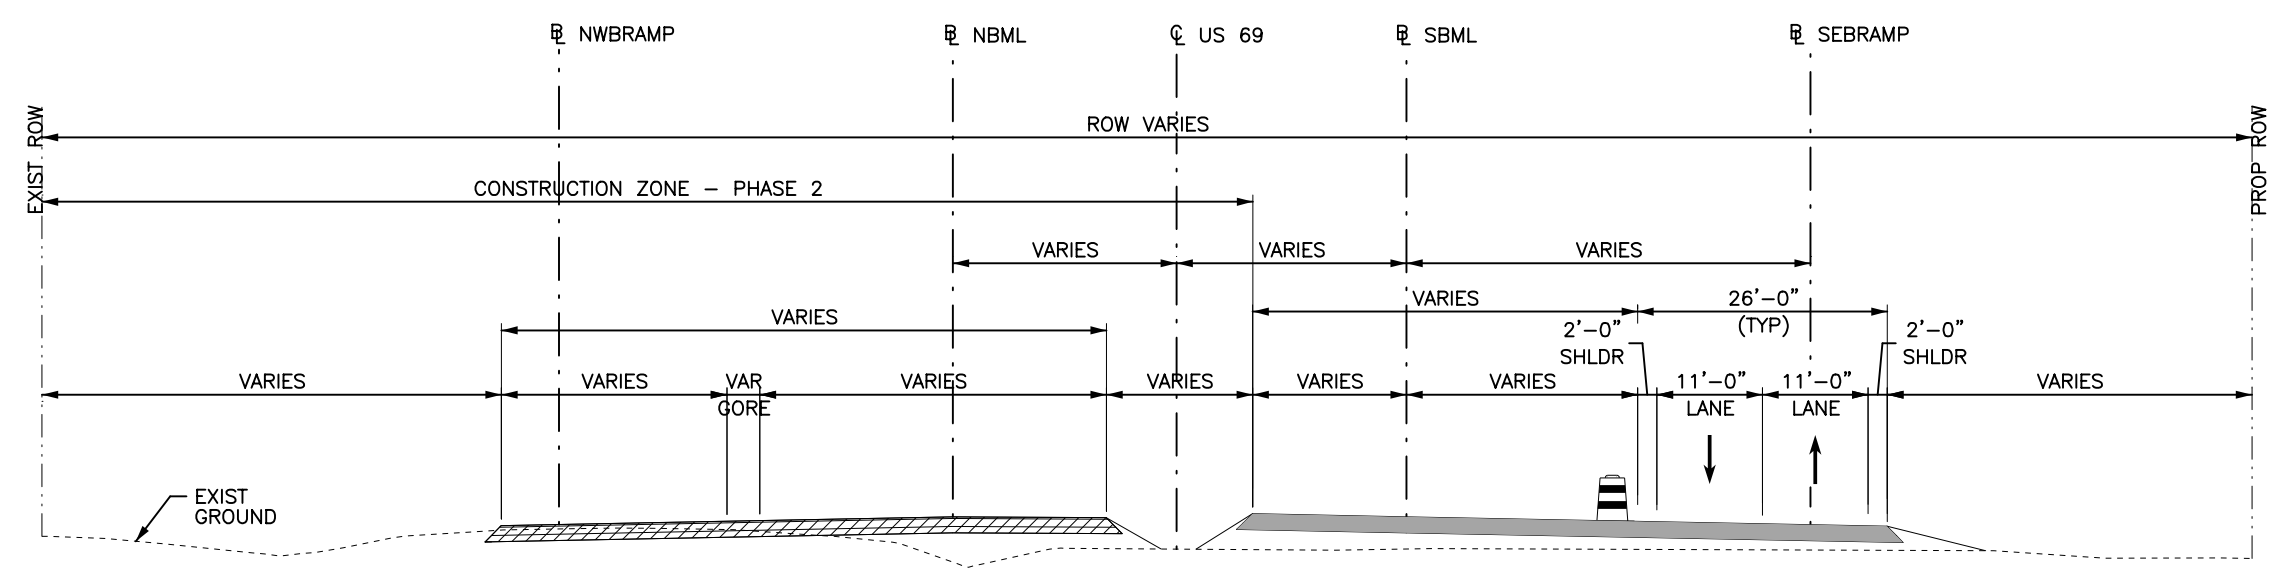 ℄ NWBRAMP
℄ NBML
℄ US 69
℄ SBML
℄ SEBRAMP
EXIST ROW
ROW VARIES
PROP ROW
CONSTRUCTION ZONE – PHASE 2
VARIES
VARIES
VARIES
VARIES
26'–0"
(TYP)
VARIES
2'–0"
SHLDR
2'–0"
SHLDR
VARIES
VARIES
VAR
GORE
VARIES
VARIES
VARIES
VARIES
11'–0"
LANE
11'–0"
LANE
VARIES
EXIST
GROUND